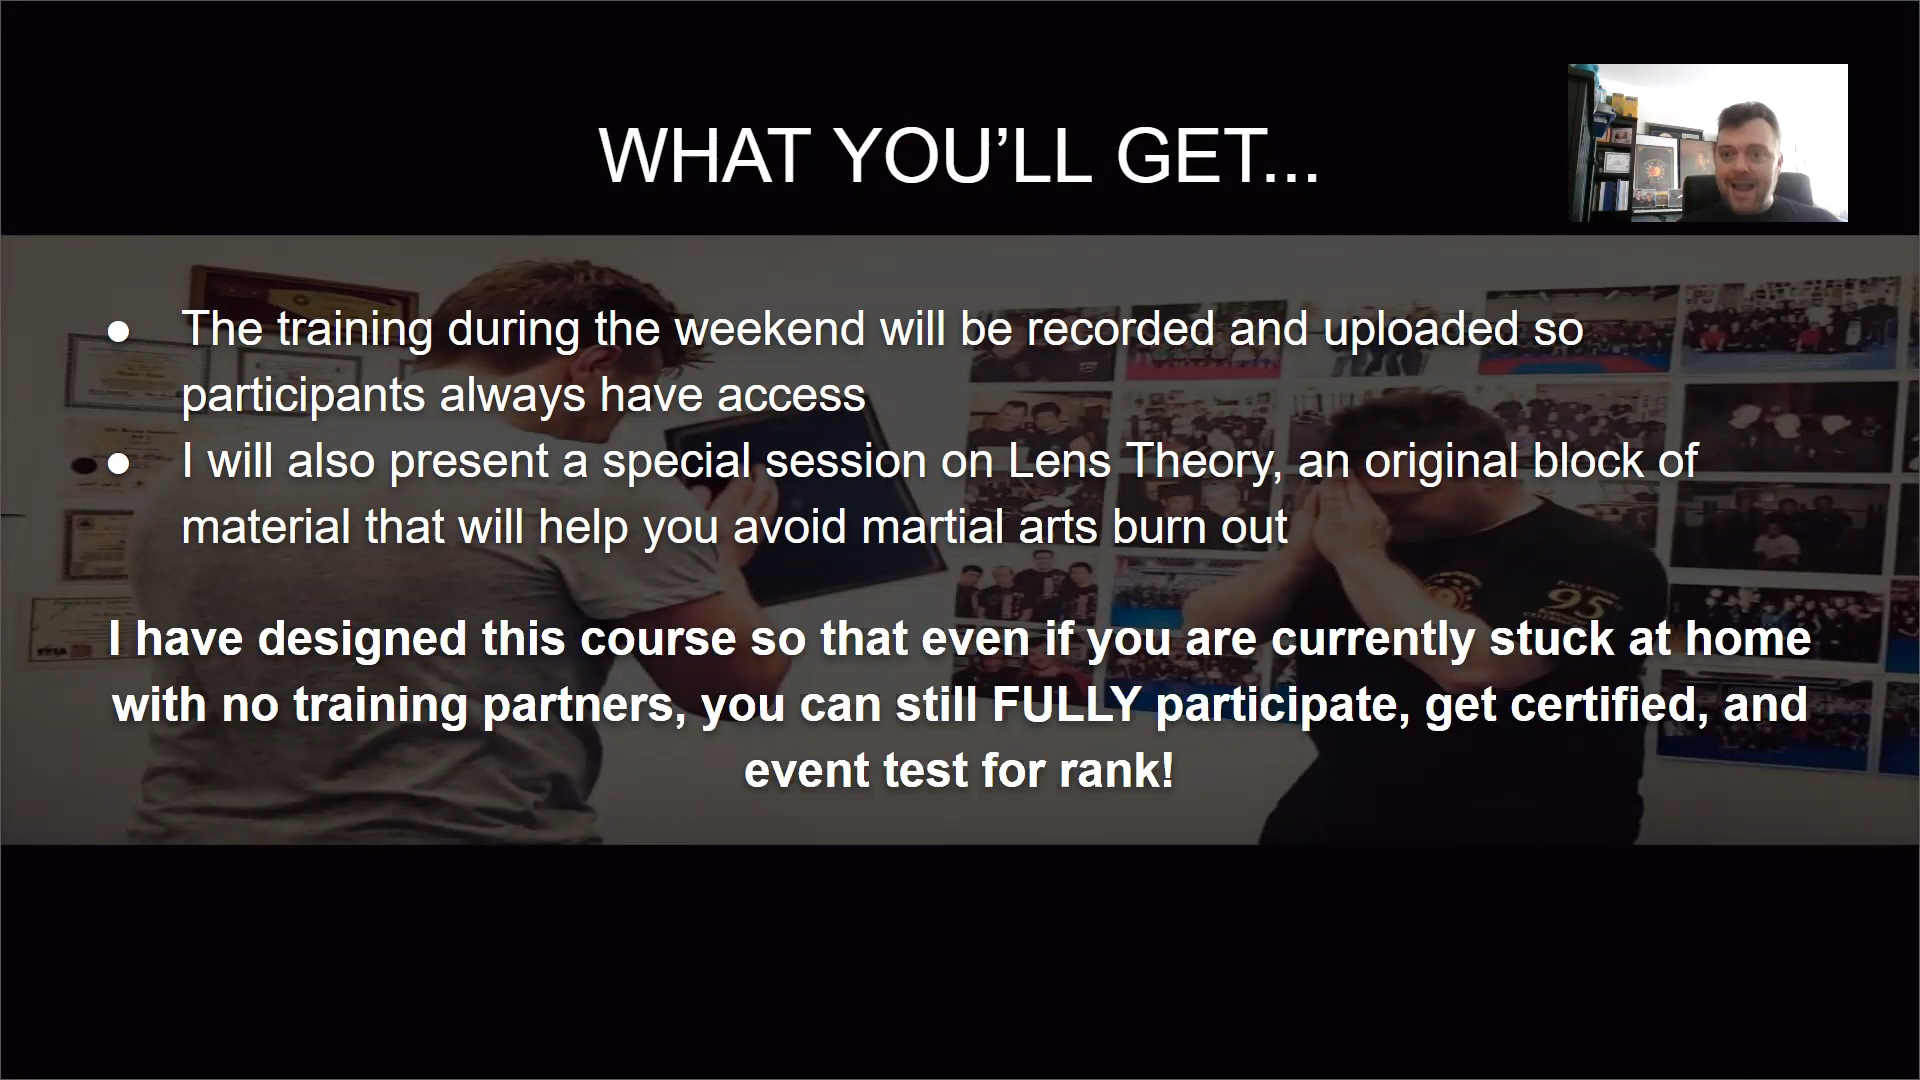 WHAT YOU’LL GET...
● The training during the weekend will be recorded and uploaded so
participants always have access
● I will also present a special session on Lens Theory, an original block of
material that will help you avoid martial arts burn out
I have designed this course so that even if you are currently stuck at home
with no training partners, you can still FULLY participate, get certified, and
event test for rank!
95